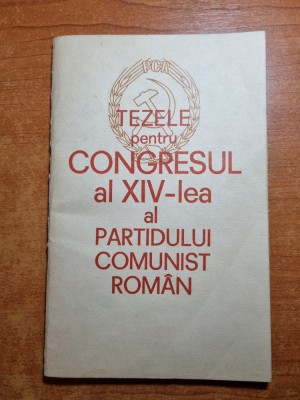 PCR
TEZELE
pentru
CONGRESUL
al XIV-lea
al
PARTIDULUI
COMUNIST
ROMÂN